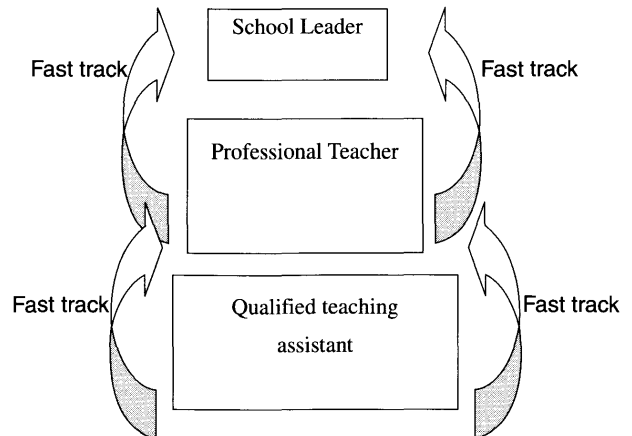 School Leader
Fast track
Fast track
Professional Teacher
Fast track
Fast track
Qualified teaching
assistant